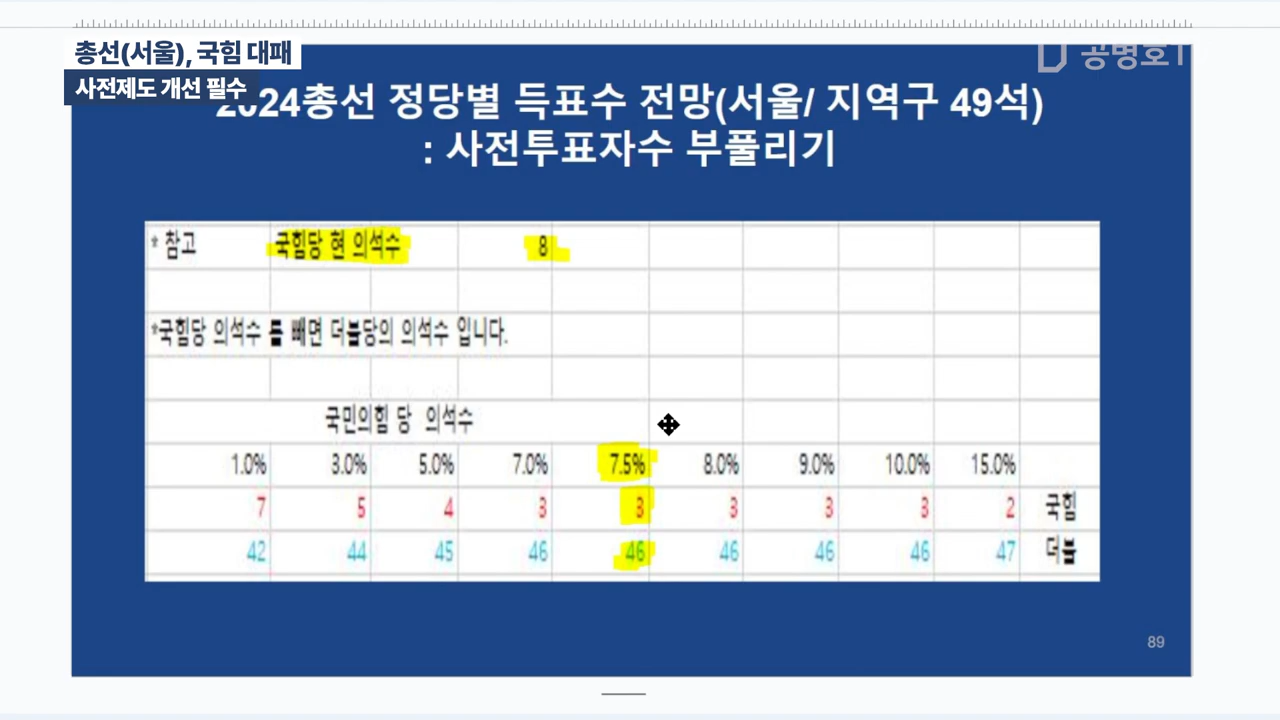 총선(서울), 국힘 대패
사전제도 개선 필수
공병호
2024총선 정당별 득표수 전망(서울/ 지역구 49석)
: 사전투표자수 부풀리기
* 참고 국힘당 현 의석수 8
*국힘당 의석수 를 빼면 더불당의 의석수 입니다.
국민의힘 당 의석수
1.0% 3.0% 5.0% 7.0% 7.5% 8.0% 9.0% 10.0% 15.0%
7 5 4 3 3 3 3 3 2 국힘
42 44 45 46 46 46 46 46 47 더불
89